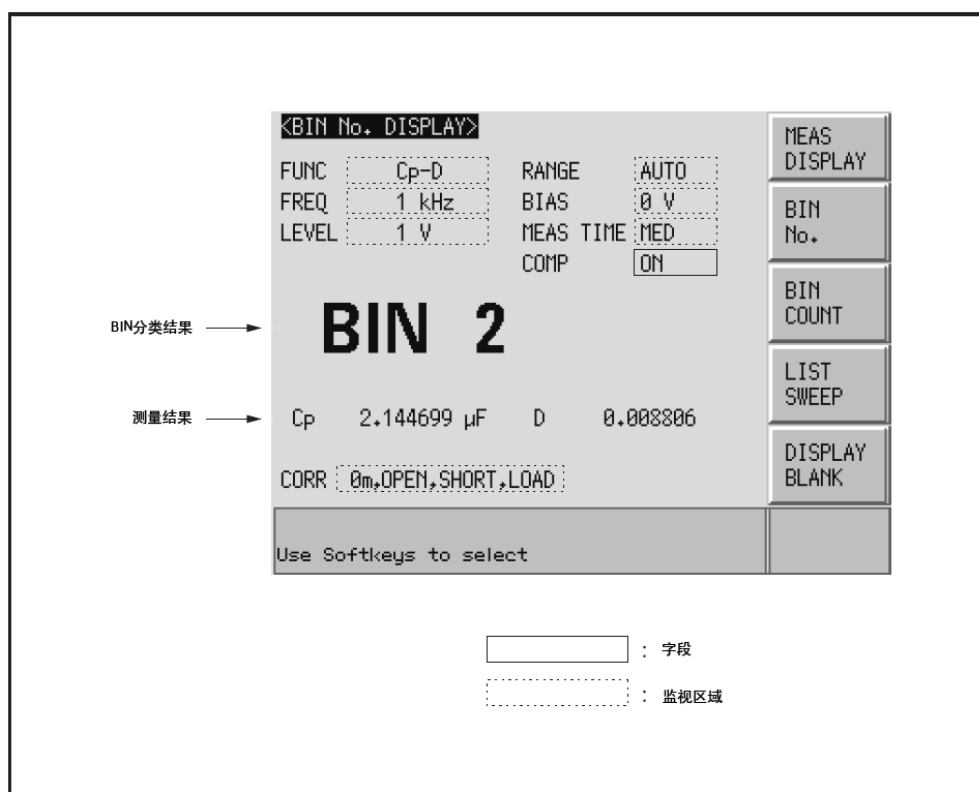 <BIN No. DISPLAY>
FUNC Cp-D RANGE AUTO
FREQ 1 kHz BIAS 0 V
LEVEL 1 V MEAS TIME MED
COMP ON
BIN分类结果
BIN 2
测量结果
Cp 2.144699 µF D 0.008806
CORR 0m,OPEN,SHORT,LOAD
Use Softkeys to select
MEAS
DISPLAY
BIN
No.
BIN
COUNT
LIST
SWEEP
DISPLAY
BLANK
: 字段
: 监视区域